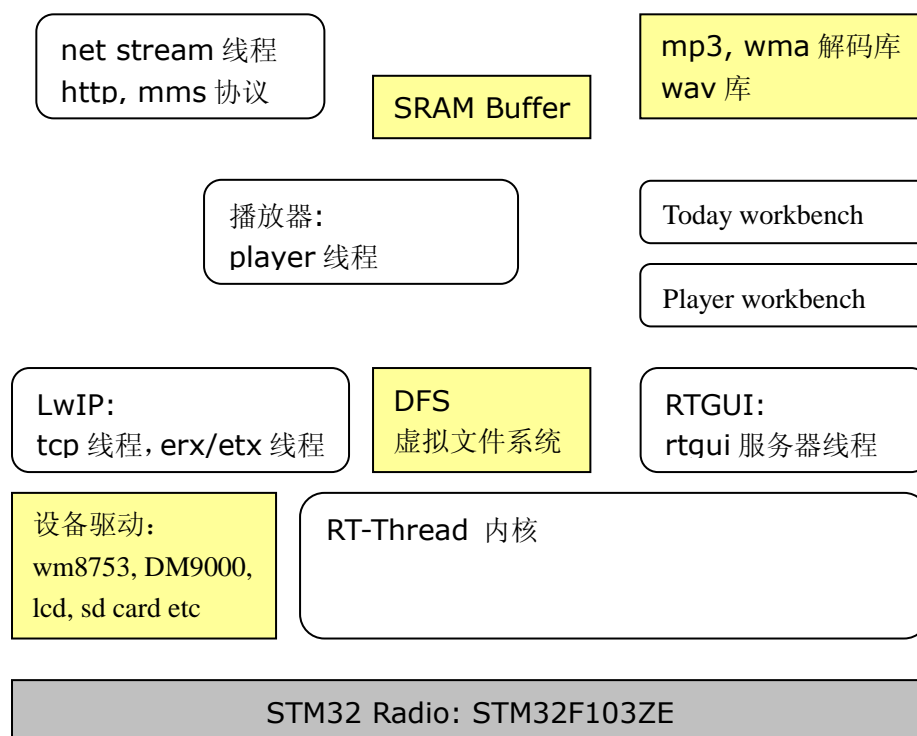 net stream 线程
http, mms 协议
SRAM Buffer
mp3, wma 解码库
wav 库
播放器:
player 线程
Today workbench
Player workbench
LwIP:
tcp 线程，erx/etx 线程
DFS
虚拟文件系统
RTGUI:
rtgui 服务器线程
设备驱动：
wm8753, DM9000,
lcd, sd card etc
RT-Thread 内核
STM32 Radio: STM32F103ZE